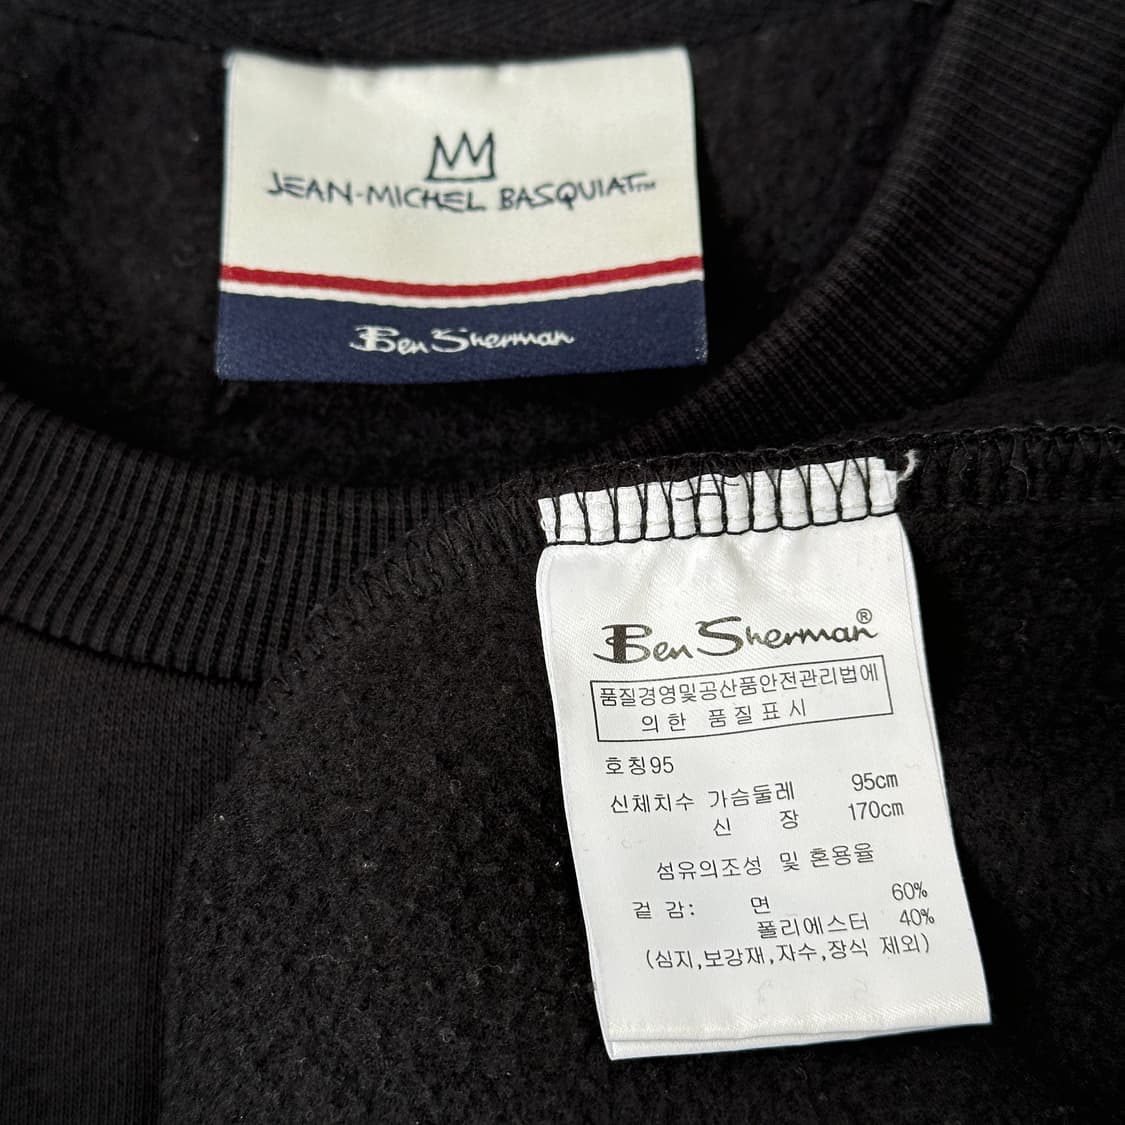 JEAN-MICHEL BASQUIAT™
Ben Sherman
Ben Sherman®
품질경영및공산품안전관리법에
의한 품질표시
호칭95
신체치수 가슴둘레 95cm
신 장 170cm
섬유의조성 및 혼용율
겉감: 면 60%
폴리에스터 40%
(심지,보강재,자수,장식 제외)